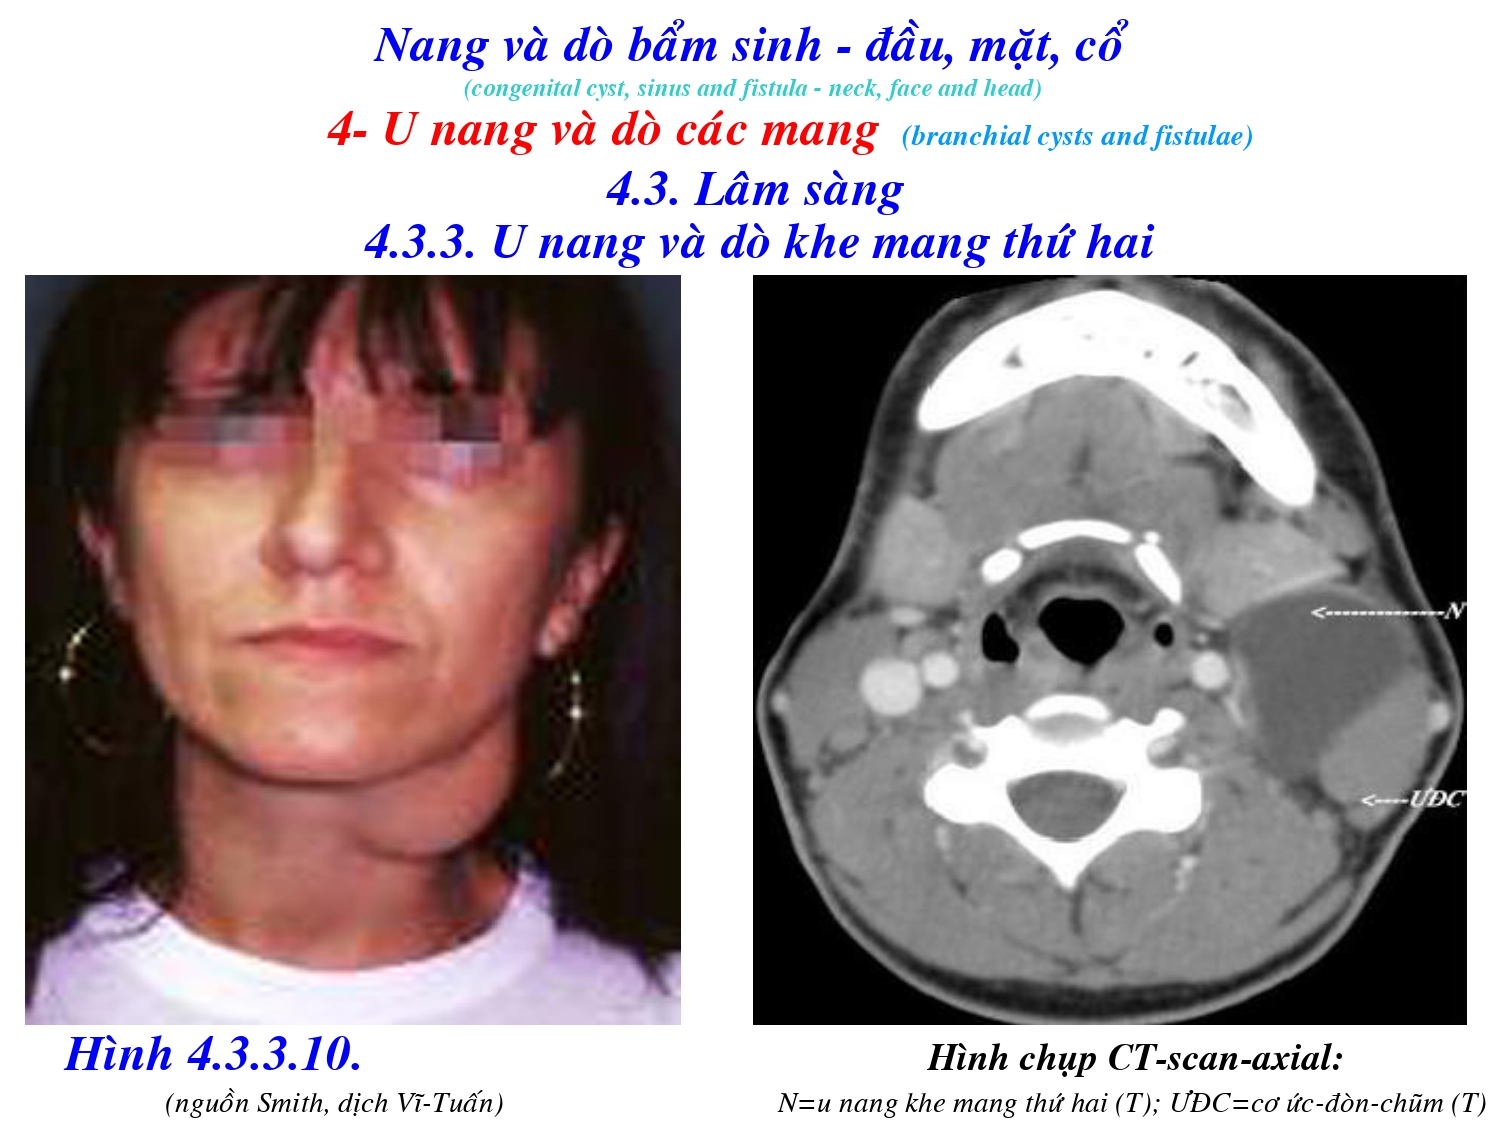 Nang và dò bẩm sinh - đầu, mặt, cổ
(congenital cyst, sinus and fistula - neck, face and head)
4- U nang và dò các mang (branchial cysts and fistulae)
4.3. Lâm sàng
4.3.3. U nang và dò khe mang thứ hai
<--------------N
<----ƯĐC
Hình 4.3.3.10.
(nguồn Smith, dịch Vĩ-Tuấn)
Hình chụp CT-scan-axial:
N=u nang khe mang thứ hai (T); ƯĐC=cơ ức-đòn-chũm (T)